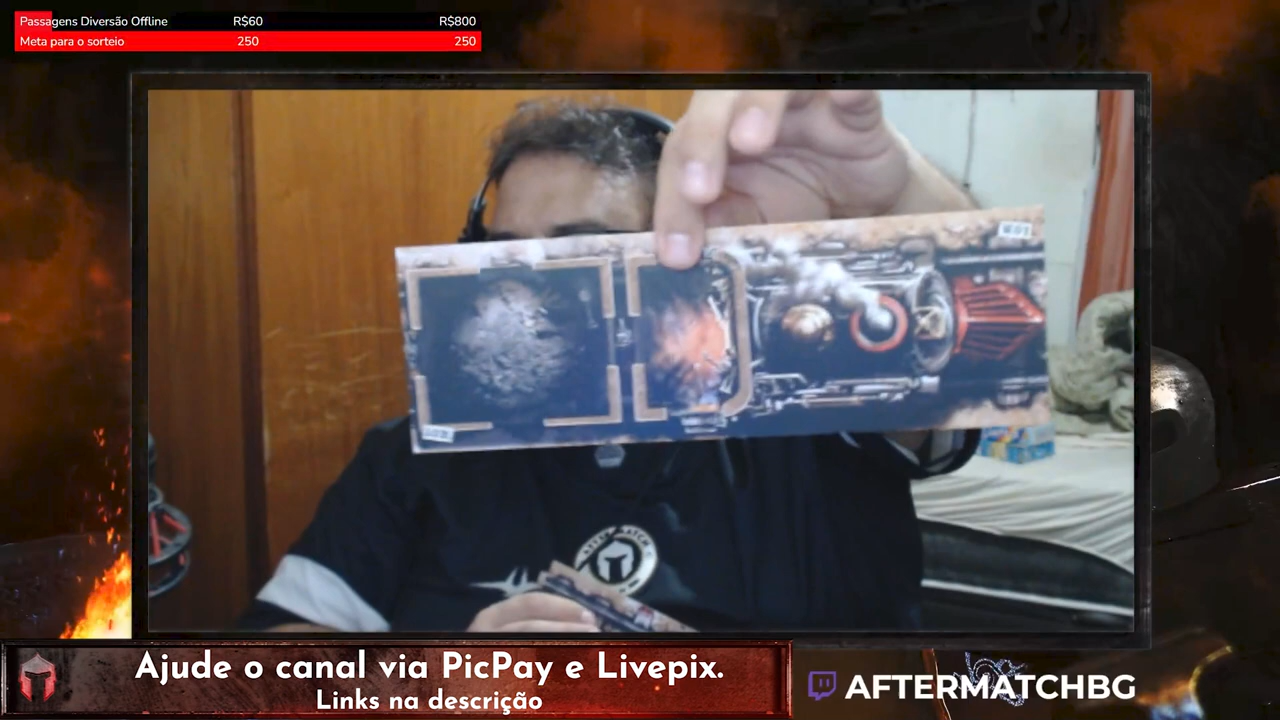 Passagens Diversão Offline R$60 R$800
Meta para o sorteio 250 250
Ajude o canal via PicPay e Livepix.
Links na descrição
AFTERMATCHBG